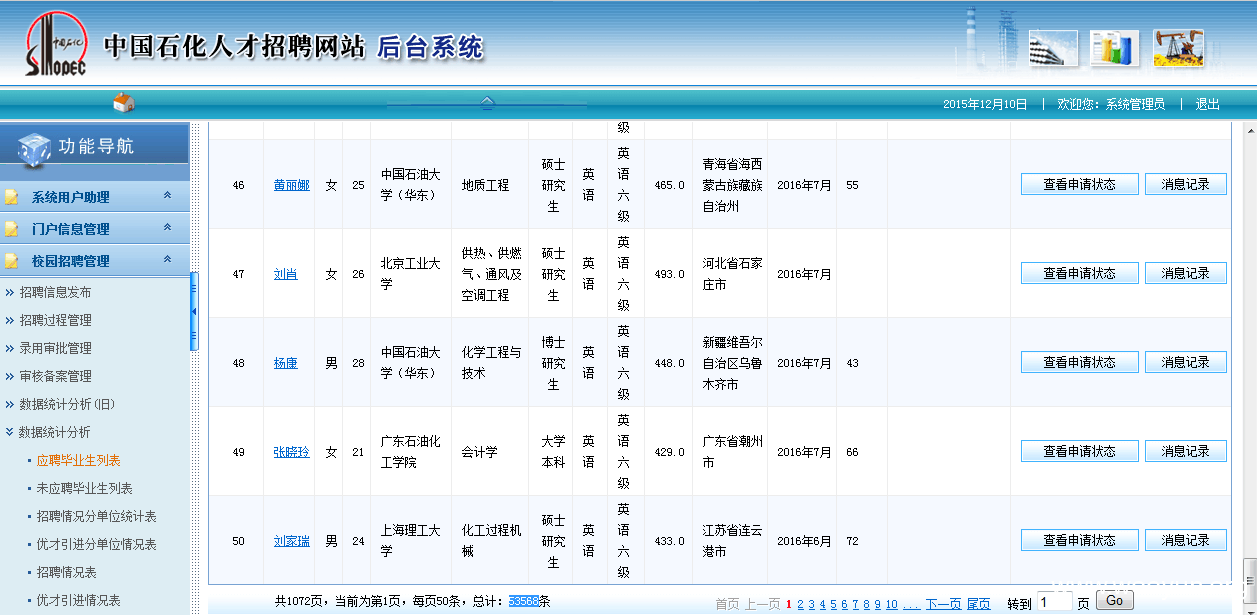 SINOPEC
中国石化人才招聘网站 后台系统
2015年12月10日 | 欢迎您: 系统管理员 | 退出
功能导航
系统用户助理
门户信息管理
校园招聘管理
招聘信息发布
招聘过程管理
录用审批管理
审核备案管理
数据统计分析(旧)
数据统计分析
应聘毕业生列表
未应聘毕业生列表
招聘情况分单位统计表
优才引进分单位情况表
招聘情况表
优才引进情况表
级
46 黄丽娜 女 25 中国石油大学（华东） 地质工程 硕士研究生 英语 英语六级 465.0 青海省海西蒙古族藏族自治州 2016年7月 55 查看申请状态 消息记录
47 刘肖 女 26 北京工业大学 供热、供燃气、通风及空调工程 硕士研究生 英语 英语六级 493.0 河北省石家庄市 2016年7月 查看申请状态 消息记录
48 杨康 男 28 中国石油大学（华东） 化学工程与技术 博士研究生 英语 英语六级 448.0 新疆维吾尔自治区乌鲁木齐市 2016年7月 43 查看申请状态 消息记录
49 张晓玲 女 21 广东石油化工学院 会计学 大学本科 英语 英语六级 429.0 广东省潮州市 2016年7月 66 查看申请状态 消息记录
50 刘家瑞 男 24 上海理工大学 化工过程机械 硕士研究生 英语 英语六级 433.0 江苏省连云港市 2016年6月 72 查看申请状态 消息记录
共1072页，当前为第1页，每页50条，总计：53568条
首页 上一页 1 2 3 4 5 6 7 8 9 10 ... 下一页 尾页 转到 1 页 Go